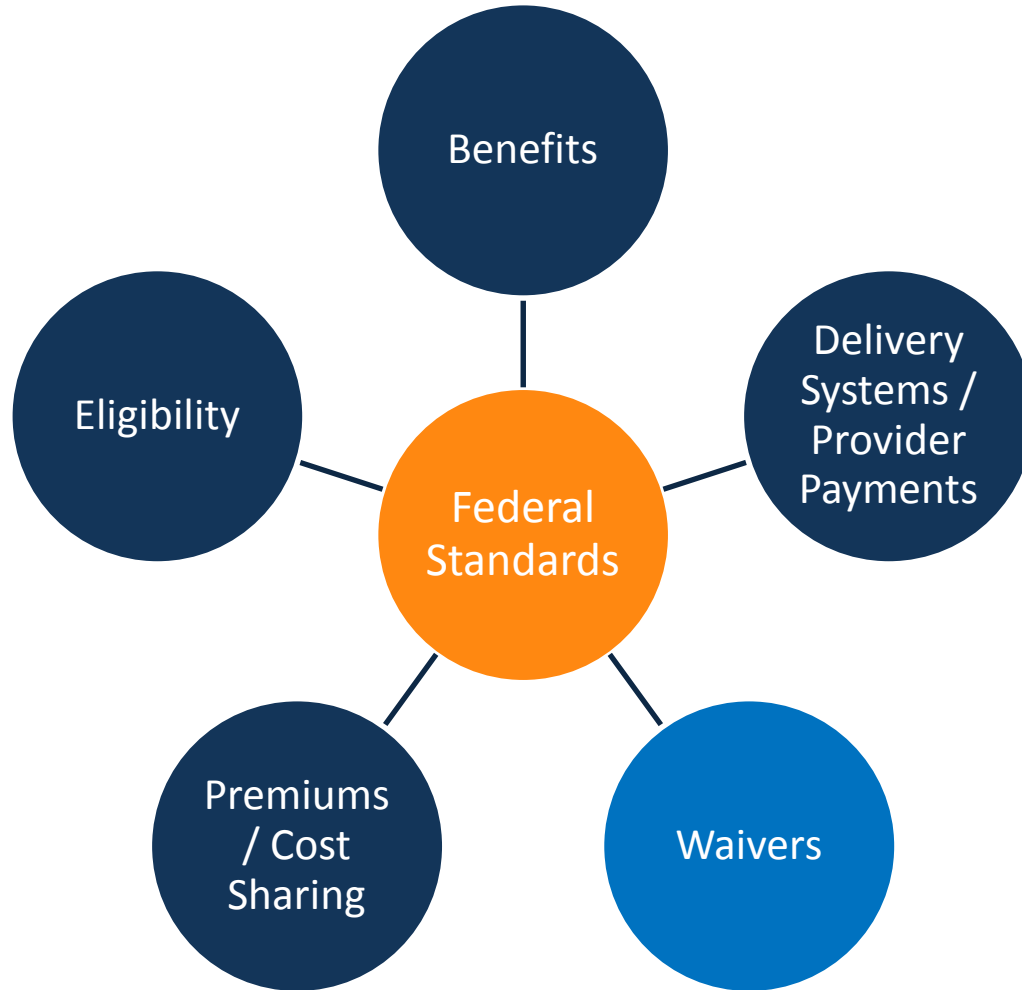 Benefits
Delivery
Systems /
Provider
Payments
Eligibility
Federal
Standards
Premiums
/ Cost
Sharing
Waivers